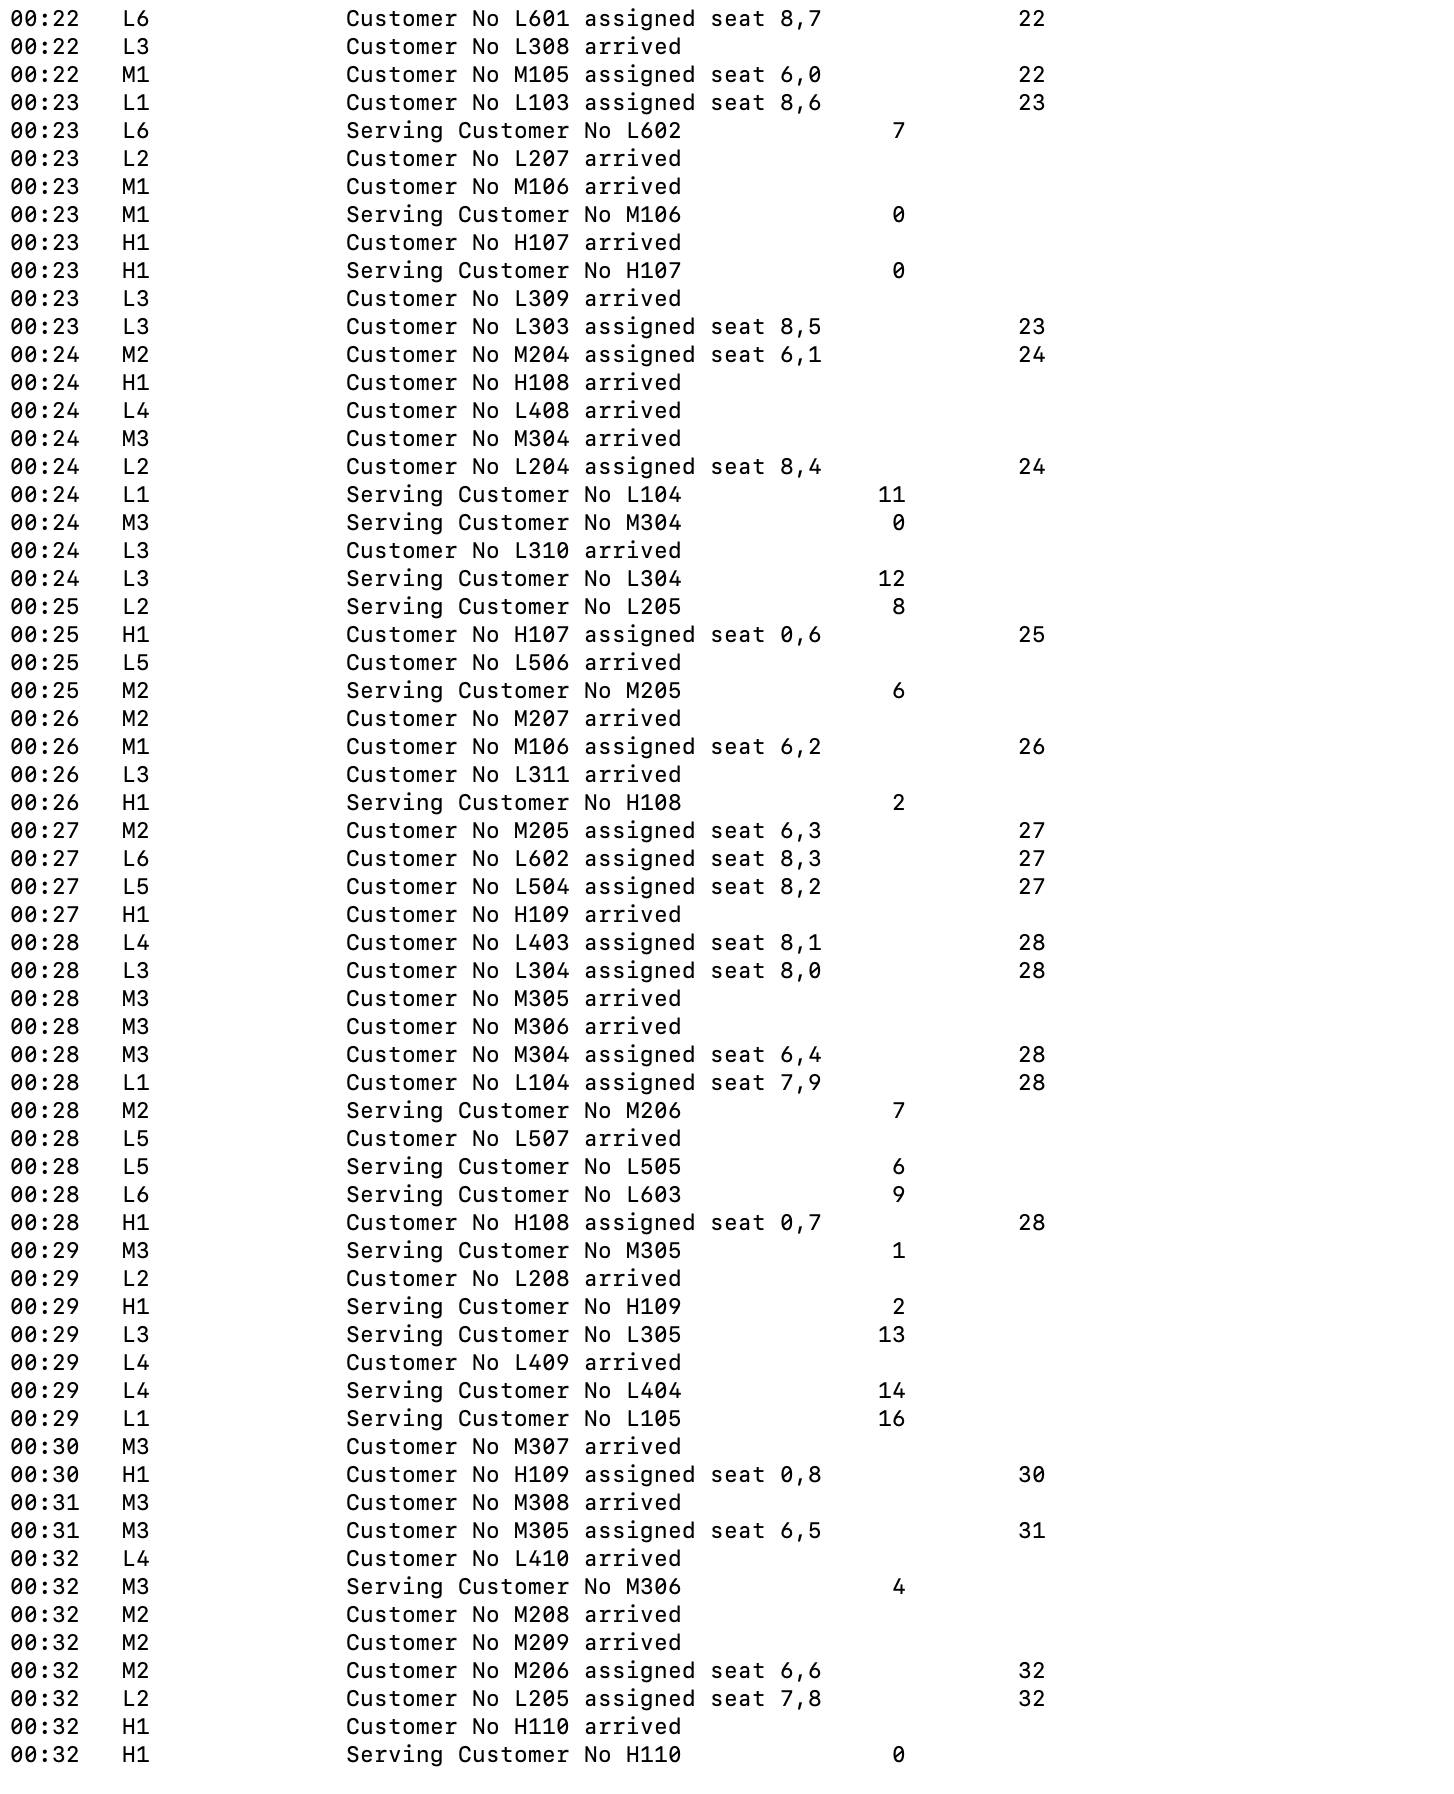 00:22 L6 Customer No L601 assigned seat 8,7 22
00:22 L3 Customer No L308 arrived
00:22 M1 Customer No M105 assigned seat 6,0 22
00:23 L1 Customer No L103 assigned seat 8,6 23
00:23 L6 Serving Customer No L602 7
00:23 L2 Customer No L207 arrived
00:23 M1 Customer No M106 arrived
00:23 M1 Serving Customer No M106 0
00:23 H1 Customer No H107 arrived
00:23 H1 Serving Customer No H107 0
00:23 L3 Customer No L309 arrived
00:23 L3 Customer No L303 assigned seat 8,5 23
00:24 M2 Customer No M204 assigned seat 6,1 24
00:24 H1 Customer No H108 arrived
00:24 L4 Customer No L408 arrived
00:24 M3 Customer No M304 arrived
00:24 L2 Customer No L204 assigned seat 8,4 24
00:24 L1 Serving Customer No L104 11
00:24 M3 Serving Customer No M304 0
00:24 L3 Customer No L310 arrived
00:24 L3 Serving Customer No L304 12
00:25 L2 Serving Customer No L205 8
00:25 H1 Customer No H107 assigned seat 0,6 25
00:25 L5 Customer No L506 arrived
00:25 M2 Serving Customer No M205 6
00:26 M2 Customer No M207 arrived
00:26 M1 Customer No M106 assigned seat 6,2 26
00:26 L3 Customer No L311 arrived
00:26 H1 Serving Customer No H108 2
00:27 M2 Customer No M205 assigned seat 6,3 27
00:27 L6 Customer No L602 assigned seat 8,3 27
00:27 L5 Customer No L504 assigned seat 8,2 27
00:27 H1 Customer No H109 arrived
00:28 L4 Customer No L403 assigned seat 8,1 28
00:28 L3 Customer No L304 assigned seat 8,0 28
00:28 M3 Customer No M305 arrived
00:28 M3 Customer No M306 arrived
00:28 M3 Customer No M304 assigned seat 6,4 28
00:28 L1 Customer No L104 assigned seat 7,9 28
00:28 M2 Serving Customer No M206 7
00:28 L5 Customer No L507 arrived
00:28 L5 Serving Customer No L505 6
00:28 L6 Serving Customer No L603 9
00:28 H1 Customer No H108 assigned seat 0,7 28
00:29 M3 Serving Customer No M305 1
00:29 L2 Customer No L208 arrived
00:29 H1 Serving Customer No H109 2
00:29 L3 Serving Customer No L305 13
00:29 L4 Customer No L409 arrived
00:29 L4 Serving Customer No L404 14
00:29 L1 Serving Customer No L105 16
00:30 M3 Customer No M307 arrived
00:30 H1 Customer No H109 assigned seat 0,8 30
00:31 M3 Customer No M308 arrived
00:31 M3 Customer No M305 assigned seat 6,5 31
00:32 L4 Customer No L410 arrived
00:32 M3 Serving Customer No M306 4
00:32 M2 Customer No M208 arrived
00:32 M2 Customer No M209 arrived
00:32 M2 Customer No M206 assigned seat 6,6 32
00:32 L2 Customer No L205 assigned seat 7,8 32
00:32 H1 Customer No H110 arrived
00:32 H1 Serving Customer No H110 0